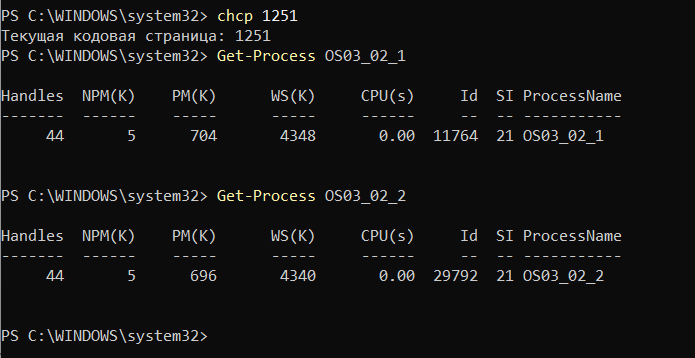 PS C:\WINDOWS\system32> chcp 1251
Текущая кодовая страница: 1251
PS C:\WINDOWS\system32> Get-Process OS03_02_1
Handles  NPM(K)    PM(K)      WS(K)     CPU(s)     Id  SI ProcessName
-------  ------    -----      -----     ------     --  -- -----------
     44       5      704       4348       0.00  11764  21 OS03_02_1
PS C:\WINDOWS\system32> Get-Process OS03_02_2
Handles  NPM(K)    PM(K)      WS(K)     CPU(s)     Id  SI ProcessName
-------  ------    -----      -----     ------     --  -- -----------
     44       5      696       4340       0.00  29792  21 OS03_02_2
PS C:\WINDOWS\system32>